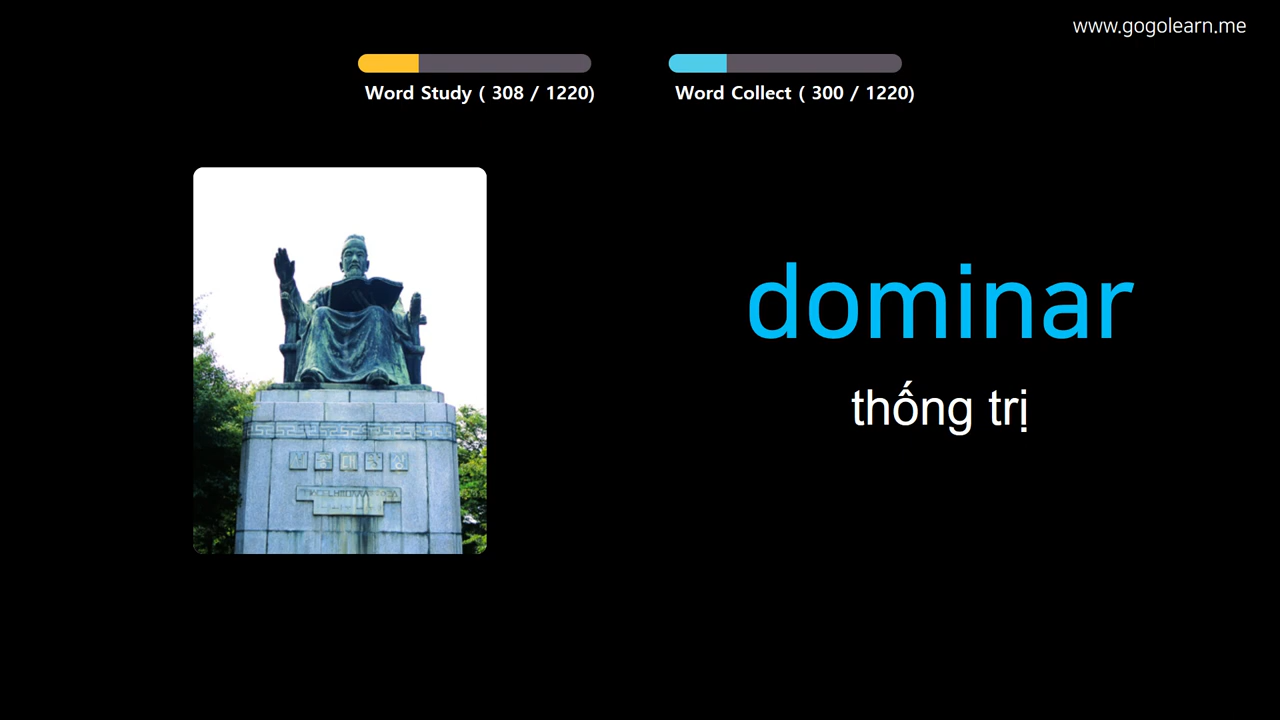 www.gogolearn.me
Word Study ( 308 / 1220)
Word Collect ( 300 / 1220)
dominar
thống trị